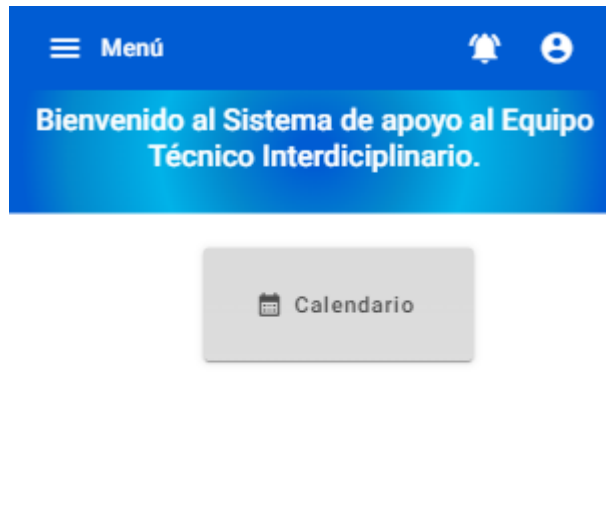 Menú
Bienvenido al Sistema de apoyo al Equipo
Técnico Interdiciplinario.
Calendario